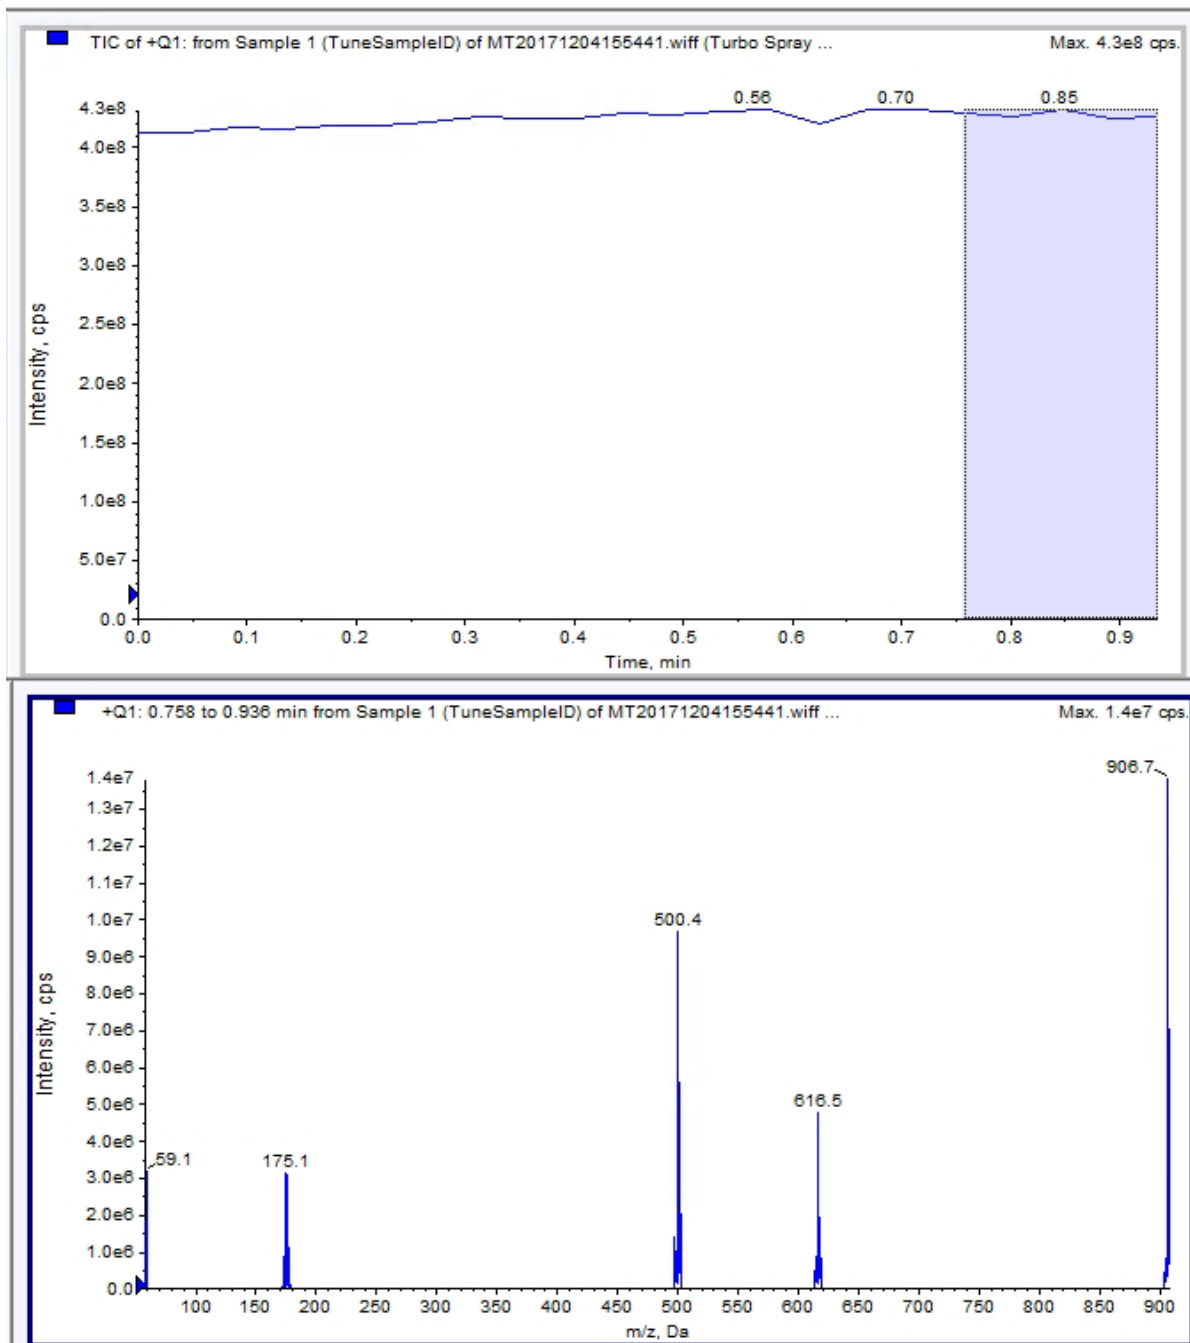 TIC of +Q1: from Sample 1 (TuneSampleID) of MT20171204155441.wiff (Turbo Spray ... Max. 4.3e8 cps.
0.56 0.70 0.85
4.3e8
4.0e8
3.5e8
3.0e8
2.5e8
2.0e8
1.5e8
1.0e8
5.0e7
0.0
Intensity, cps
0.0 0.1 0.2 0.3 0.4 0.5 0.6 0.7 0.8 0.9
Time, min
+Q1: 0.758 to 0.936 min from Sample 1 (TuneSampleID) of MT20171204155441.wiff ... Max. 1.4e7 cps.
906.7
1.4e7
1.3e7
1.2e7
1.1e7
1.0e7
9.0e6
8.0e6
7.0e6
6.0e6
5.0e6
4.0e6
3.0e6
2.0e6
1.0e6
0.0
Intensity, cps
500.4
616.5
59.1 175.1
100 150 200 250 300 350 400 450 500 550 600 650 700 750 800 850 900
m/z, Da